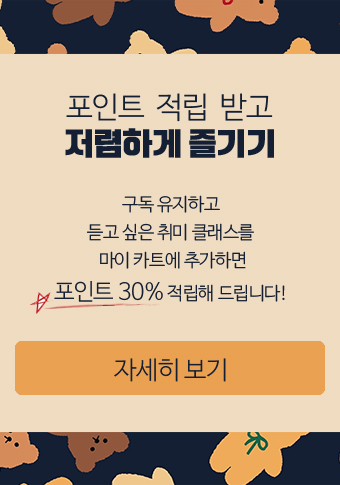 포인트 적립 받고
저렴하게 즐기기
구독 유지하고
듣고 싶은 취미 클래스를
마이 카트에 추가하면
포인트 30% 적립해 드립니다!
자세히 보기